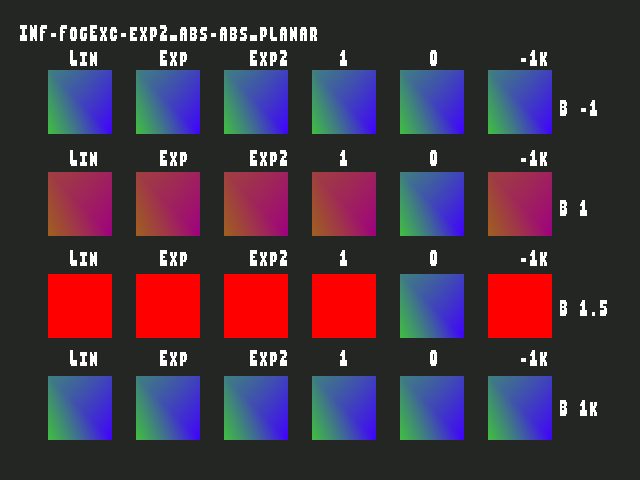 Inf-FogExc-exp2_abs-abs_planar
Lin Exp Exp2 1 0 -1K
B -1
Lin Exp Exp2 1 0 -1K
B 1
Lin Exp Exp2 1 0 -1K
B 1.5
Lin Exp Exp2 1 0 -1K
B 1K